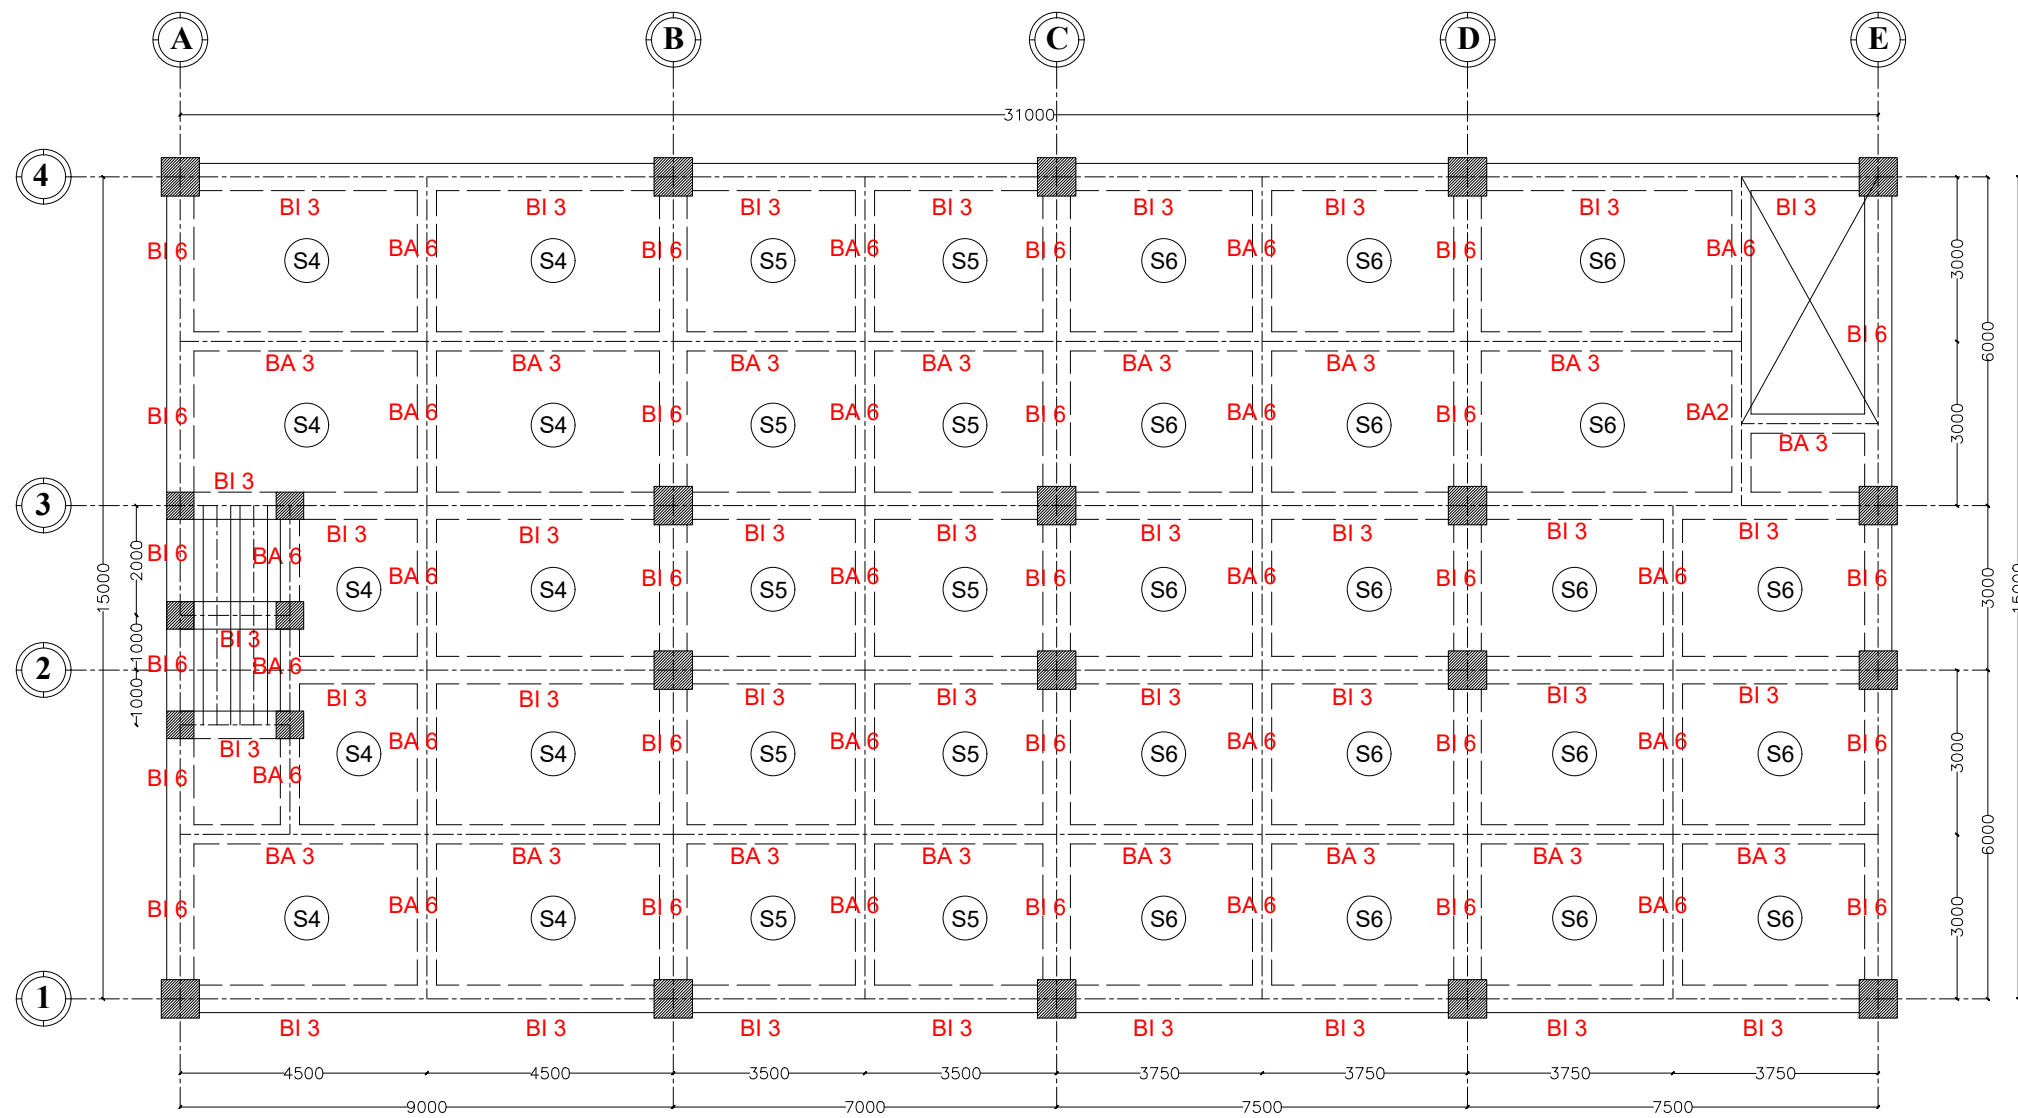 A B C D E
31000
4
BI 3 BI 3 BI 3 BI 3 BI 3 BI 3 BI 3 BI 3
BI 6 BA 6 BI 6 BA 6 BI 6 BA 6 BI 6 BA 6
S4 S4 S5 S5 S6 S6 S6
3000
BI 6
6000
BA 3 BA 3 BA 3 BA 3 BA 3 BA 3 BA 3
BI 6 BA 6 BI 6 BA 6 BI 6 BA 6 BI 6 BA2
S4 S4 S5 S5 S6 S6 S6
3000
BA 3
BI 3
3
BI 3 BI 3 BI 3 BI 3 BI 3 BI 3 BI 3 BI 3
BI 6 BA 6
2000
BA 6 BI 6 BA 6 BI 6 BA 6 BI 6 BA 6 BI 6
S4 S4 S5 S5 S6 S6 S6 S6
15000
3000
15000
BI 3
1000
BI 6 BA 6
2
1000
BI 3 BI 3 BI 3 BI 3 BI 3 BI 3 BI 3 BI 3
BA 6 BI 6 BA 6 BI 6 BA 6 BI 6 BA 6 BI 6
BI 3
S4 S4 S5 S5 S6 S6 S6 S6
3000
BI 6 BA 6
6000
BA 3 BA 3 BA 3 BA 3 BA 3 BA 3 BA 3 BA 3
BI 6 BA 6 BI 6 BA 6 BI 6 BA 6 BI 6 BA 6 BI 6
S4 S4 S5 S5 S6 S6 S6 S6
3000
1
BI 3 BI 3 BI 3 BI 3 BI 3 BI 3 BI 3 BI 3
4500 4500 3500 3500 3750 3750 3750 3750
9000 7000 7500 7500